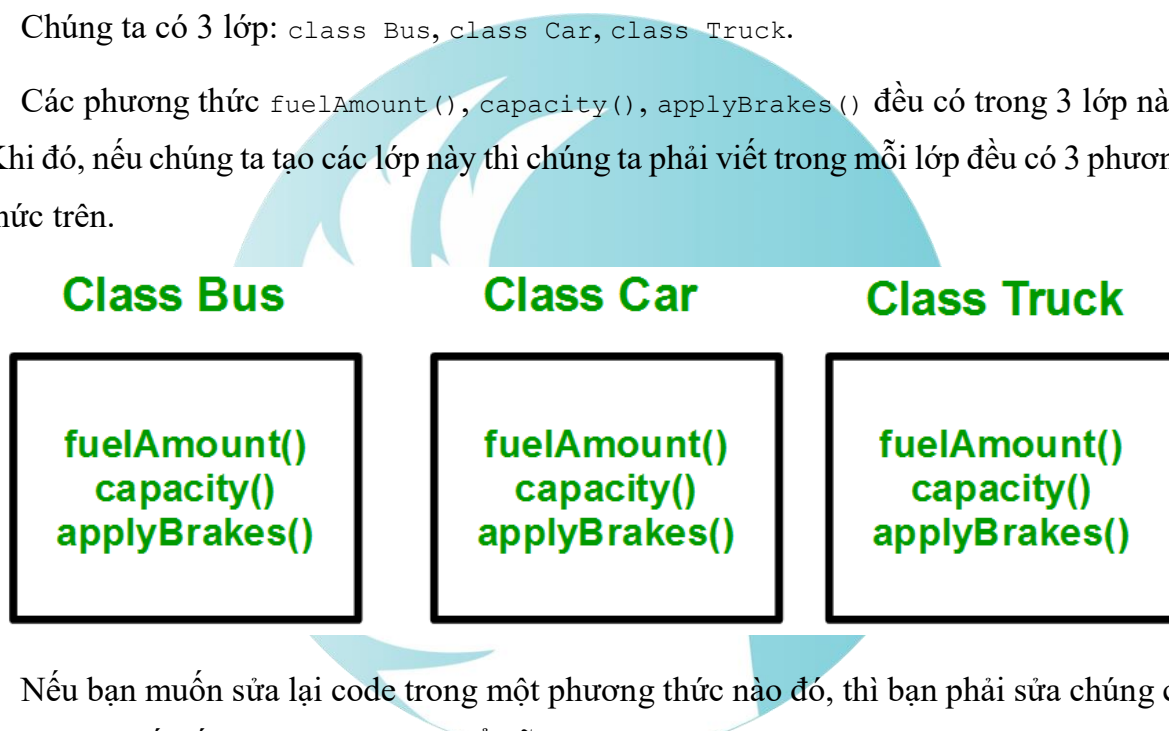 Chúng ta có 3 lớp: class Bus, class Car, class Truck.
Các phương thức fuelAmount(), capacity(), applyBrakes() đều có trong 3 lớp
Khi đó, nếu chúng ta tạo các lớp này thì chúng ta phải viết trong mỗi lớp đều có 3
trên.
Class Bus Class Car Class Truck
fuelAmount() fuelAmount() fuelAmount()
capacity() capacity() capacity()
applyBrakes() applyBrakes() applyBrakes()
Nếu bạn muốn sửa lại code trong một phương thức nào đó, thì bạn phải sửa chúng